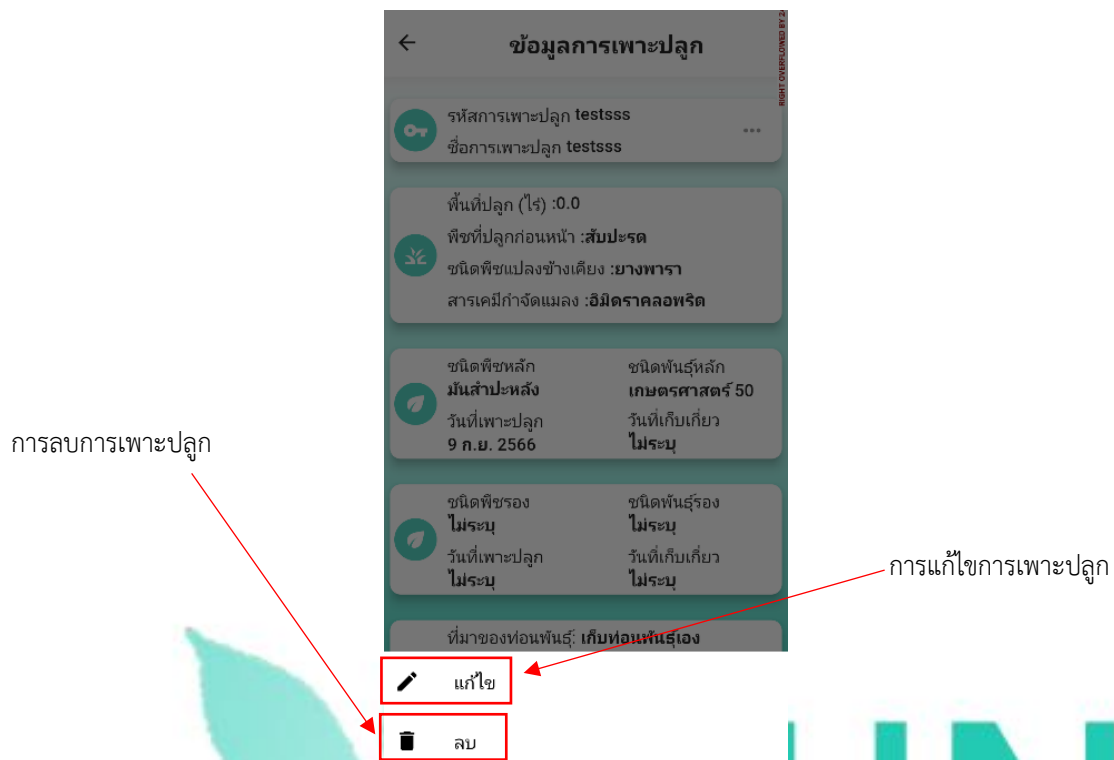 ข้อมูลการเพาะปลูก
RIGHT OVERFLOWED BY
รหัสการเพาะปลูก testsss
ชื่อการเพาะปลูก testsss
พื้นที่ปลูก (ไร่) :0.0
พืชที่ปลูกก่อนหน้า :สับปะรด
ชนิดพืชแปลงข้างเคียง :ยางพารา
สารเคมีกำจัดแมลง :อิมิดราคลอพริด
ชนิดพืชหลัก ชนิดพันธุ์หลัก
มันสำปะหลัง เกษตรศาสตร์ 50
วันที่เพาะปลูก วันที่เก็บเกี่ยว
9 ก.ย. 2566 ไม่ระบุ
การลบการเพาะปลูก
ชนิดพืชรอง ชนิดพันธุ์รอง
ไม่ระบุ ไม่ระบุ
วันที่เพาะปลูก วันที่เก็บเกี่ยว
ไม่ระบุ ไม่ระบุ
การแก้ไขการเพาะปลูก
ที่มาของท่อนพันธุ์: เก็บท่อนพันธุ์เอง
แก้ไข
ลบ